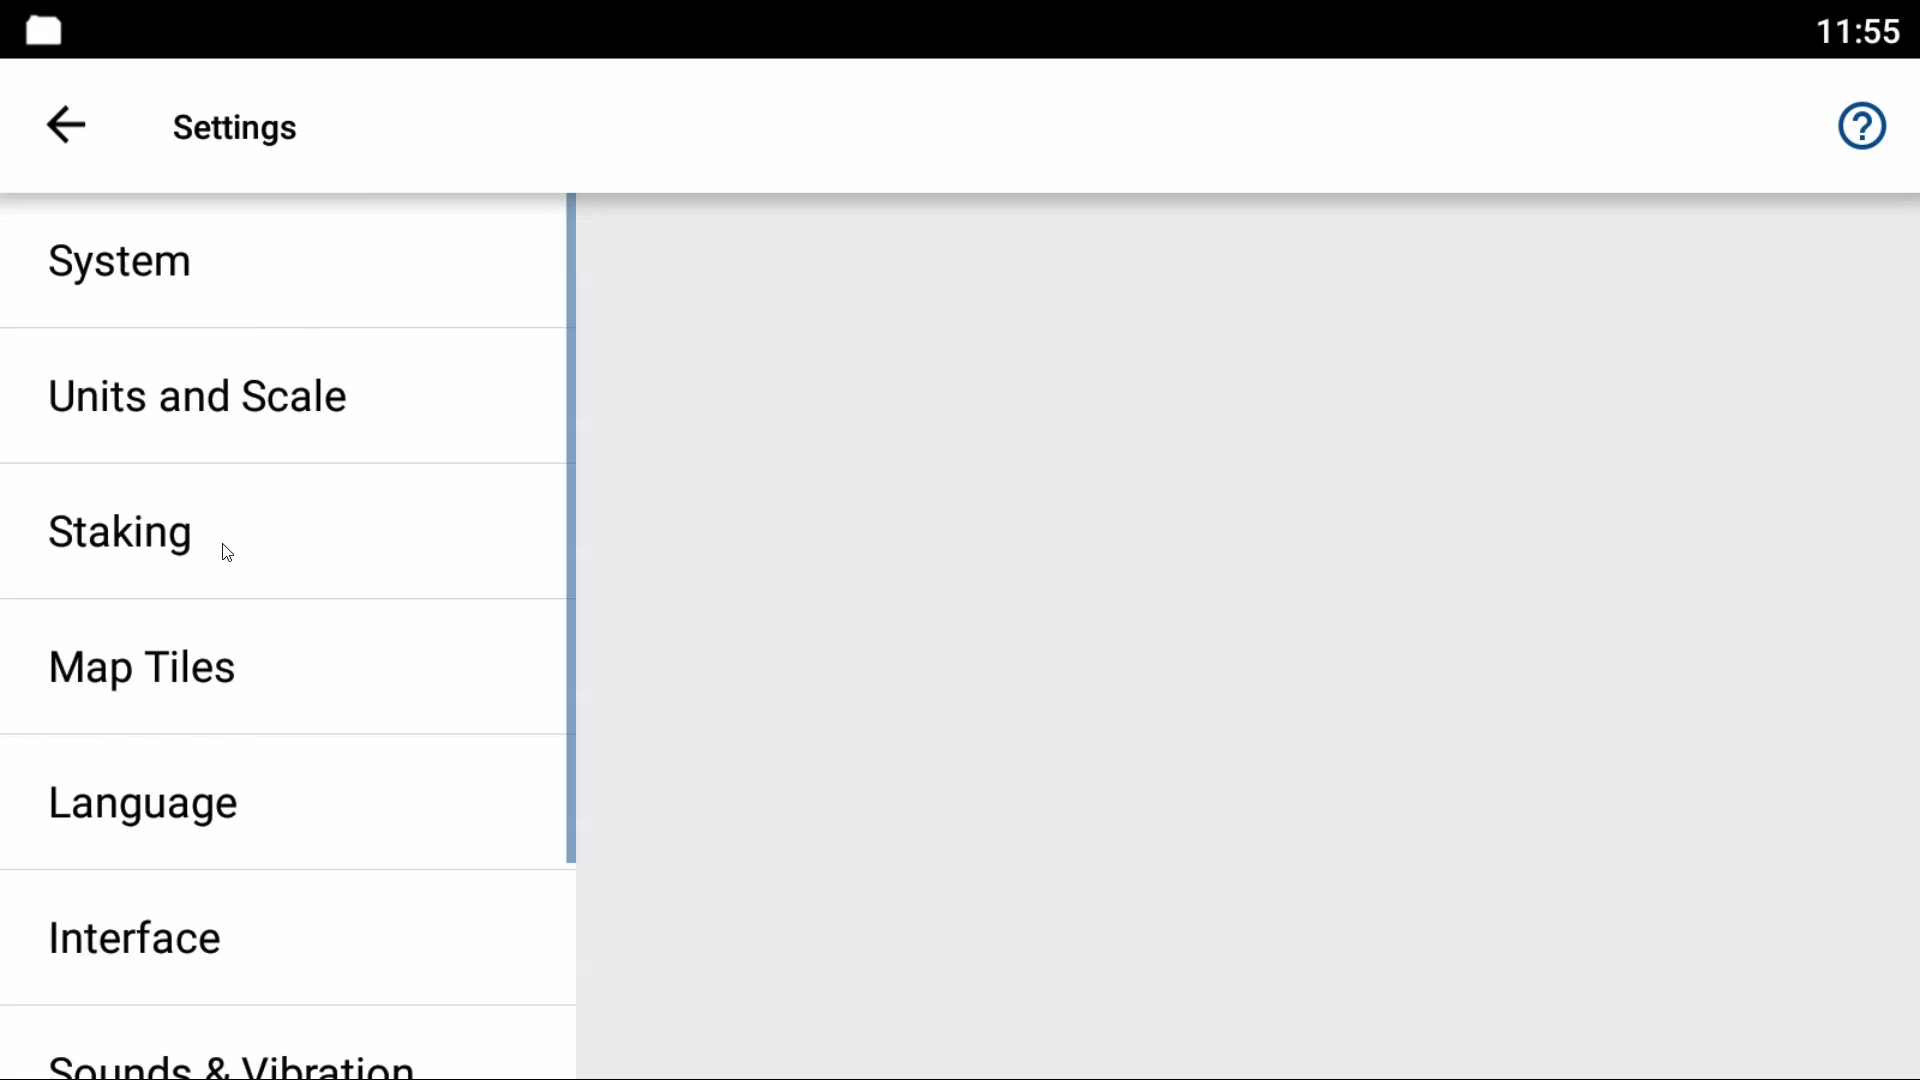 11:55
Settings
System
Units and Scale
Staking
Map Tiles
Language
Interface
Sounds & Vibration